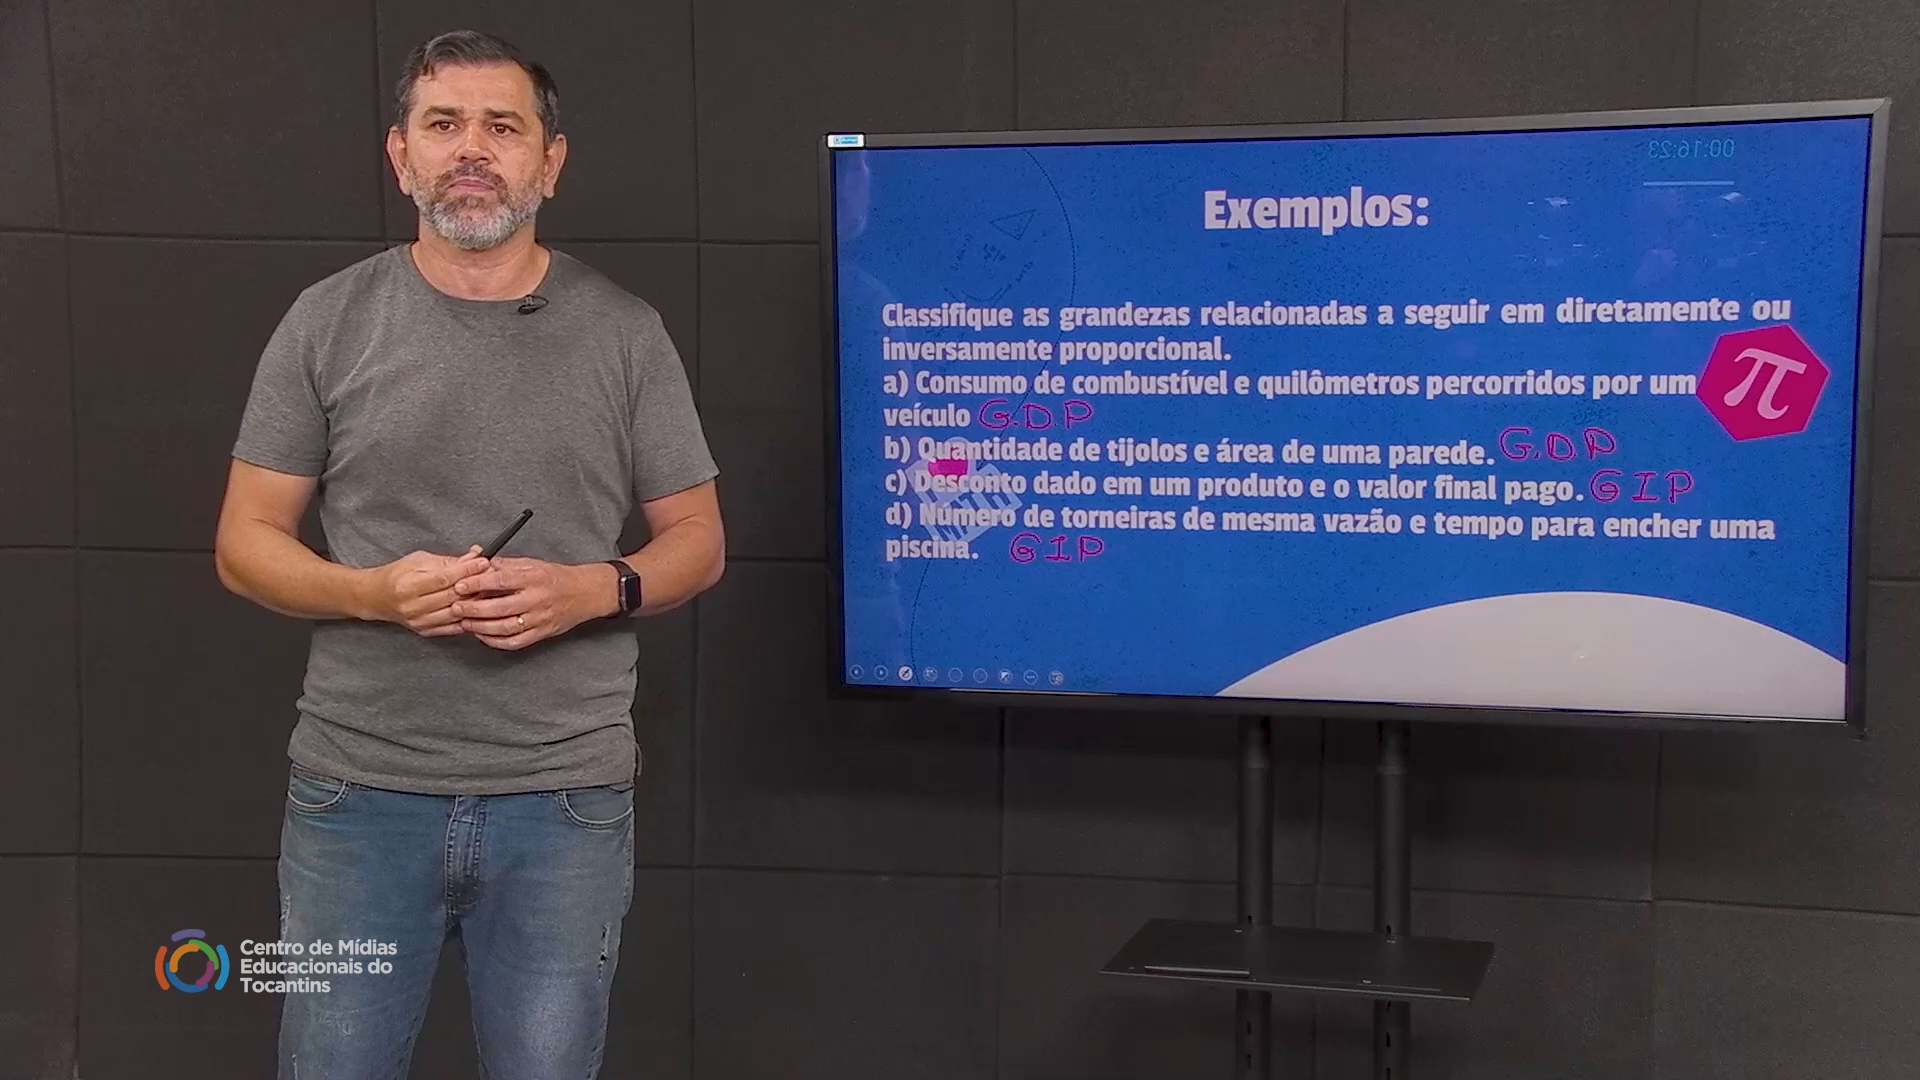 00:16:23
Exemplos:
Classifique as grandezas relacionadas a seguir em diretamente ou
inversamente proporcional.
a) Consumo de combustível e quilômetros percorridos por um
veículo G.D.P
b) Quantidade de tijolos e área de uma parede. G.D.P
c) Desconto dado em um produto e o valor final pago. GIP
d) Número de torneiras de mesma vazão e tempo para encher uma
piscina. GIP
π
Centro de Mídias
Educacionais do
Tocantins